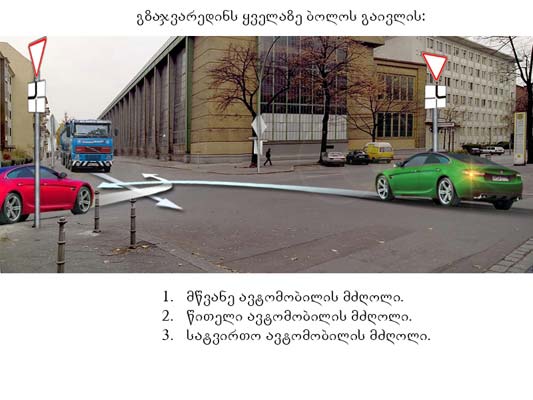 გზაჯვარედინს ყველაზე ბოლოს გაივლის:
1. მწვანე ავტომობილის მძღოლი.
2. წითელი ავტომობილის მძღოლი.
3. სატვირთო ავტომობილის მძღოლი.